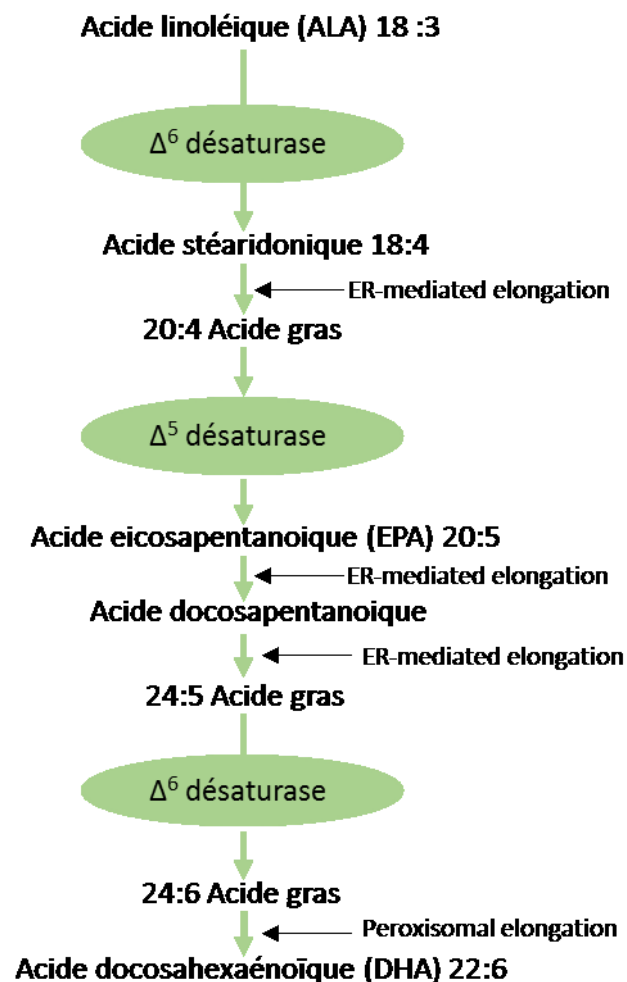 Acide linoléique (ALA) 18 :3
Δ⁶ désaturase
Acide stéaridonique 18:4
ER-mediated elongation
20:4 Acide gras
Δ⁵ désaturase
Acide eicosapentanoique (EPA) 20:5
ER-mediated elongation
Acide docosapentanoique
ER-mediated elongation
24:5 Acide gras
Δ⁶ désaturase
24:6 Acide gras
Peroxisomal elongation
Acide docosahexaénoïque (DHA) 22:6